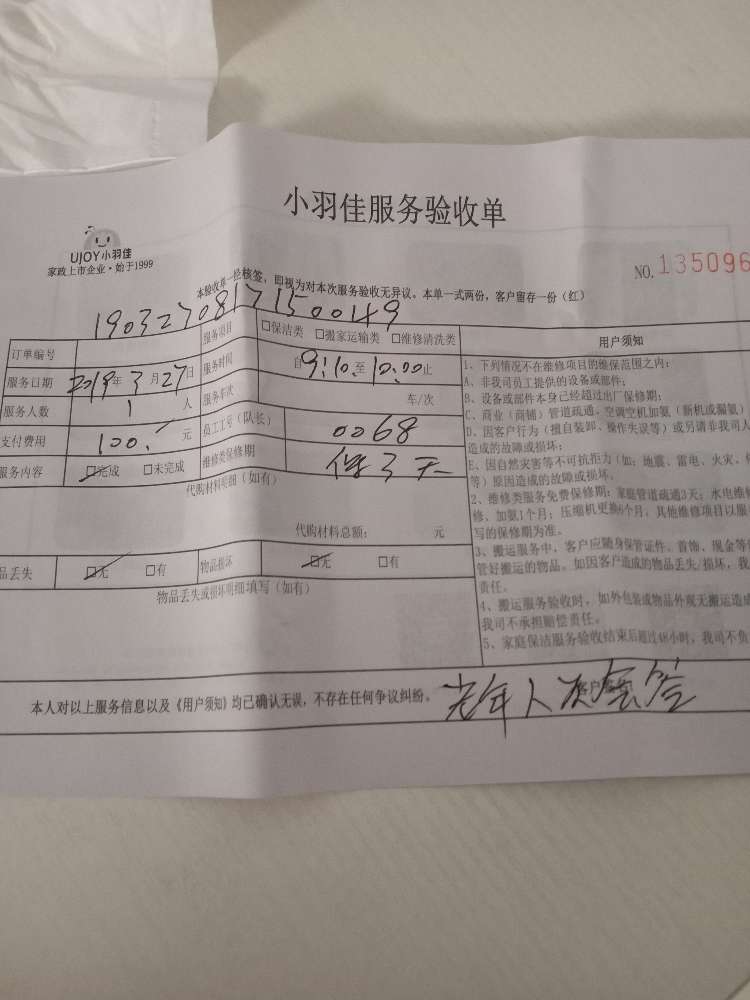 小羽佳服务验收单
UJOY小羽佳
家政上市企业·始于1999
NO.135096
本验收单一经核签，即视为对本次服务验收无异议。本单一式两份，客户留存一份（红）
订单编号 1903270817150049 服务项目 □保洁类 □搬家运输类 □维修清洗类
服务日期 2019年3月27日 服务时间 自9:10至10:00止
服务人数 1人 服务车次 车/次
支付费用 100.元 员工工号（队长） 0068
服务内容 □完成 □未完成 维修类保修期 保3天
代购材料明细（如有）
代购材料总额： 元
品丢失 □无 □有 物品损坏 □无 □有
物品丢失或损坏明细填写（如有）
用户须知
1、下列情况不在维修项目的维保范围之内：
A、非我司员工提供的设备或部件；
B、设备或部件本身已经超过出厂保修期；
C、商业（商铺）管道疏通、空调空机加氨（新机或漏氨）
D、因客户行为（擅自装卸、操作失误等）或另请非我司人
造成的故障或损坏；
E、因自然灾害等不可抗拒力（如：地震、雷电、火灾、
等）原因造成的故障或损坏。
2、维修类服务免费保修期：家庭管道疏通3天；水电维
修、加氨1个月；压缩机更换6个月，其他维修项目以服
写的保修期为准。
3、搬运服务中，客户应随身保管证件、首饰、现金等
管好搬运的物品。如因客户造成的物品丢失/损坏，我
责任。
4、搬运服务验收时，如外包装或物品外观无搬运造成
我司不承担赔偿责任。
5、家庭保洁服务验收结束后超过48小时，我司不负
本人对以上服务信息以及《用户须知》均已确认无误，不存在任何争议纠纷。 老年人不会签